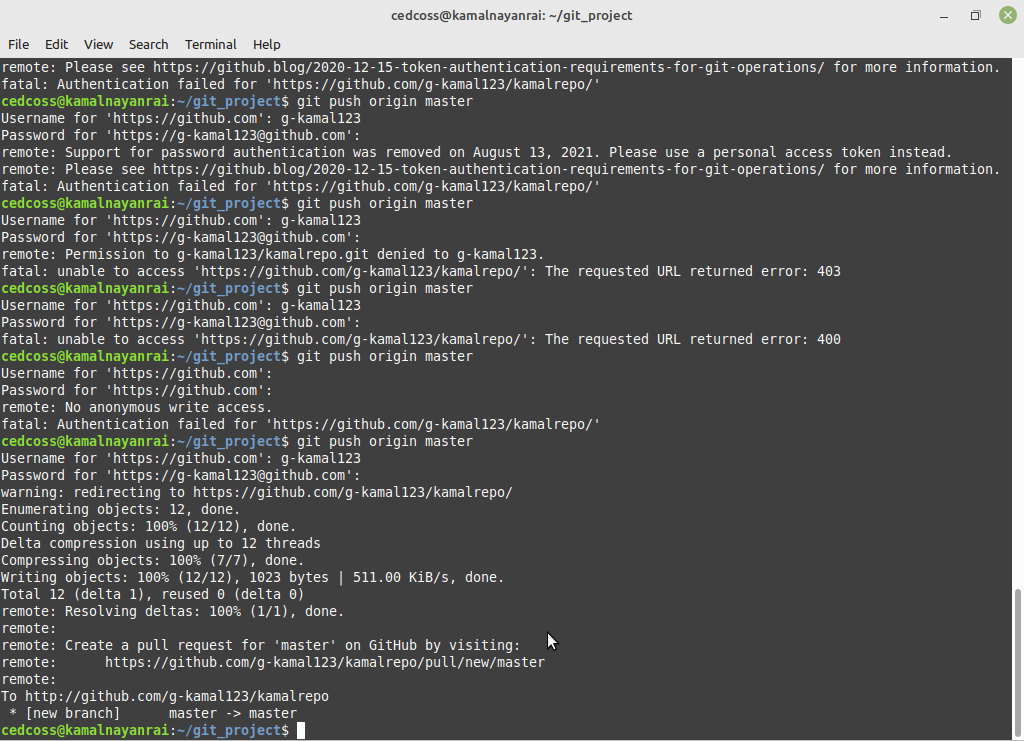 cedcoss@kamalnayanrai: ~/git_project
File Edit View Search Terminal Help
remote: Please see https://github.blog/2020-12-15-token-authentication-requirements-for-git-operations/ for more information.
fatal: Authentication failed for 'https://github.com/g-kamal123/kamalrepo/'
cedcoss@kamalnayanrai:~/git_project$ git push origin master
Username for 'https://github.com': g-kamal123
Password for 'https://g-kamal123@github.com':
remote: Support for password authentication was removed on August 13, 2021. Please use a personal access token instead.
remote: Please see https://github.blog/2020-12-15-token-authentication-requirements-for-git-operations/ for more information.
fatal: Authentication failed for 'https://github.com/g-kamal123/kamalrepo/'
cedcoss@kamalnayanrai:~/git_project$ git push origin master
Username for 'https://github.com': g-kamal123
Password for 'https://g-kamal123@github.com':
remote: Permission to g-kamal123/kamalrepo.git denied to g-kamal123.
fatal: unable to access 'https://github.com/g-kamal123/kamalrepo/': The requested URL returned error: 403
cedcoss@kamalnayanrai:~/git_project$ git push origin master
Username for 'https://github.com': g-kamal123
Password for 'https://g-kamal123@github.com':
fatal: unable to access 'https://github.com/g-kamal123/kamalrepo/': The requested URL returned error: 400
cedcoss@kamalnayanrai:~/git_project$ git push origin master
Username for 'https://github.com':
Password for 'https://github.com':
remote: No anonymous write access.
fatal: Authentication failed for 'https://github.com/g-kamal123/kamalrepo/'
cedcoss@kamalnayanrai:~/git_project$ git push origin master
Username for 'https://github.com': g-kamal123
Password for 'https://g-kamal123@github.com':
warning: redirecting to https://github.com/g-kamal123/kamalrepo/
Enumerating objects: 12, done.
Counting objects: 100% (12/12), done.
Delta compression using up to 12 threads
Compressing objects: 100% (7/7), done.
Writing objects: 100% (12/12), 1023 bytes | 511.00 KiB/s, done.
Total 12 (delta 1), reused 0 (delta 0)
remote: Resolving deltas: 100% (1/1), done.
remote:
remote: Create a pull request for 'master' on GitHub by visiting:
remote:      https://github.com/g-kamal123/kamalrepo/pull/new/master
remote:
To http://github.com/g-kamal123/kamalrepo
 * [new branch]      master -> master
cedcoss@kamalnayanrai:~/git_project$